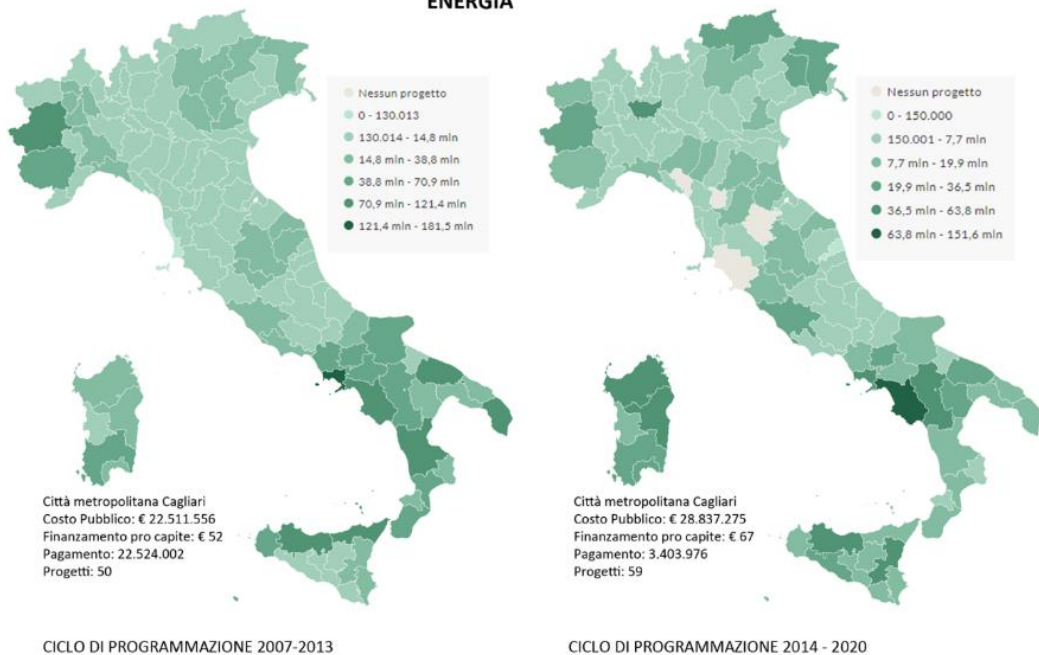 ENERGIA
Nessun progetto
0 - 130.013
130.014 - 14,8 mln
14,8 mln - 38,8 mln
38,8 mln - 70,9 mln
70,9 mln - 121,4 mln
121,4 mln - 181,5 mln
Nessun progetto
0 - 150.000
150.001 - 7,7 mln
7,7 mln - 19,9 mln
19,9 mln - 36,5 mln
36,5 mln - 63,8 mln
63,8 mln - 151,6 mln
Città metropolitana Cagliari
Costo Pubblico: € 22.511.556
Finanzamento pro capite: € 52
Pagamento: 22.524.002
Progetti: 50
Città metropolitana Cagliari
Costo Pubblico: € 28.837.275
Finanzamento pro capite: € 67
Pagamento: 3.403.976
Progetti: 59
CICLO DI PROGRAMMAZIONE 2007-2013
CICLO DI PROGRAMMAZIONE 2014 - 2020